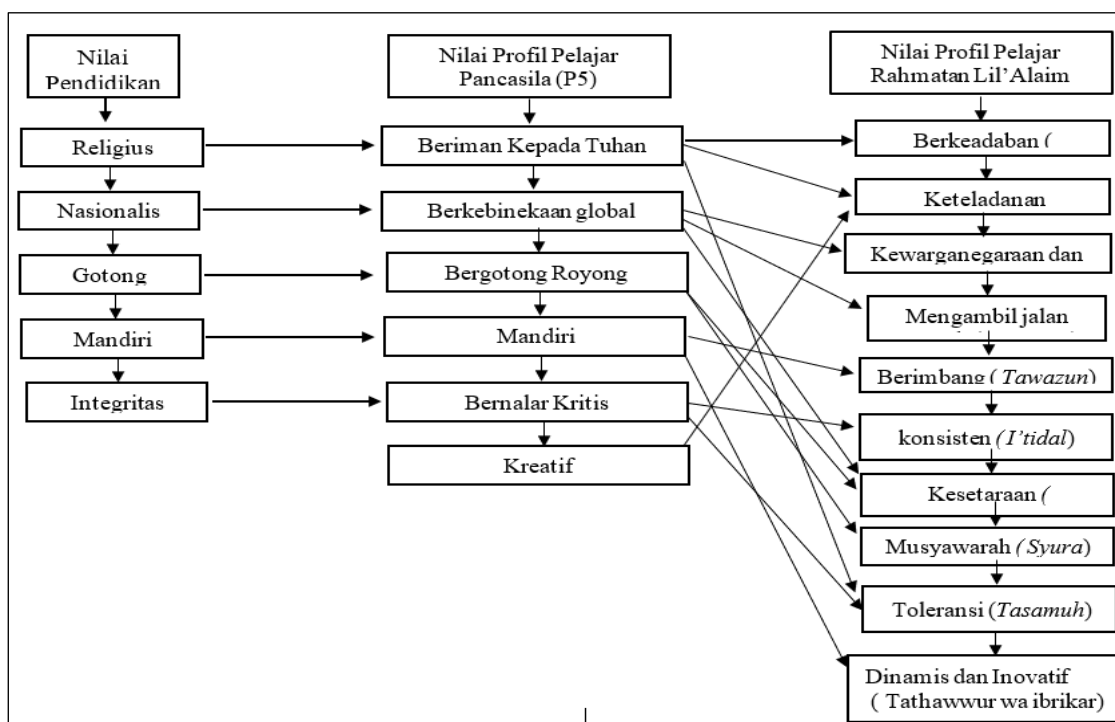 Nilai
Pendidikan
Religius
Nasionalis
Gotong
Mandiri
Integritas
Nilai Profil Pelajar
Pancasila (P5)
Beriman Kepada Tuhan
Berkebinekaan global
Bergotong Royong
Mandiri
Bernalar Kritis
Kreatif
Nilai Profil Pelajar
Rahmatan Lil’Alaim
Berkeadaban (
Keteladanan
Kewarganegaraan dan
Mengambil jalan
Berimbang ( Tawazun)
konsisten (I’tidal)
Kesetaraan (
Musyawarah (Syura)
Toleransi (Tasamuh)
Dinamis dan Inovatif
( Tathawwur wa ibrikar)